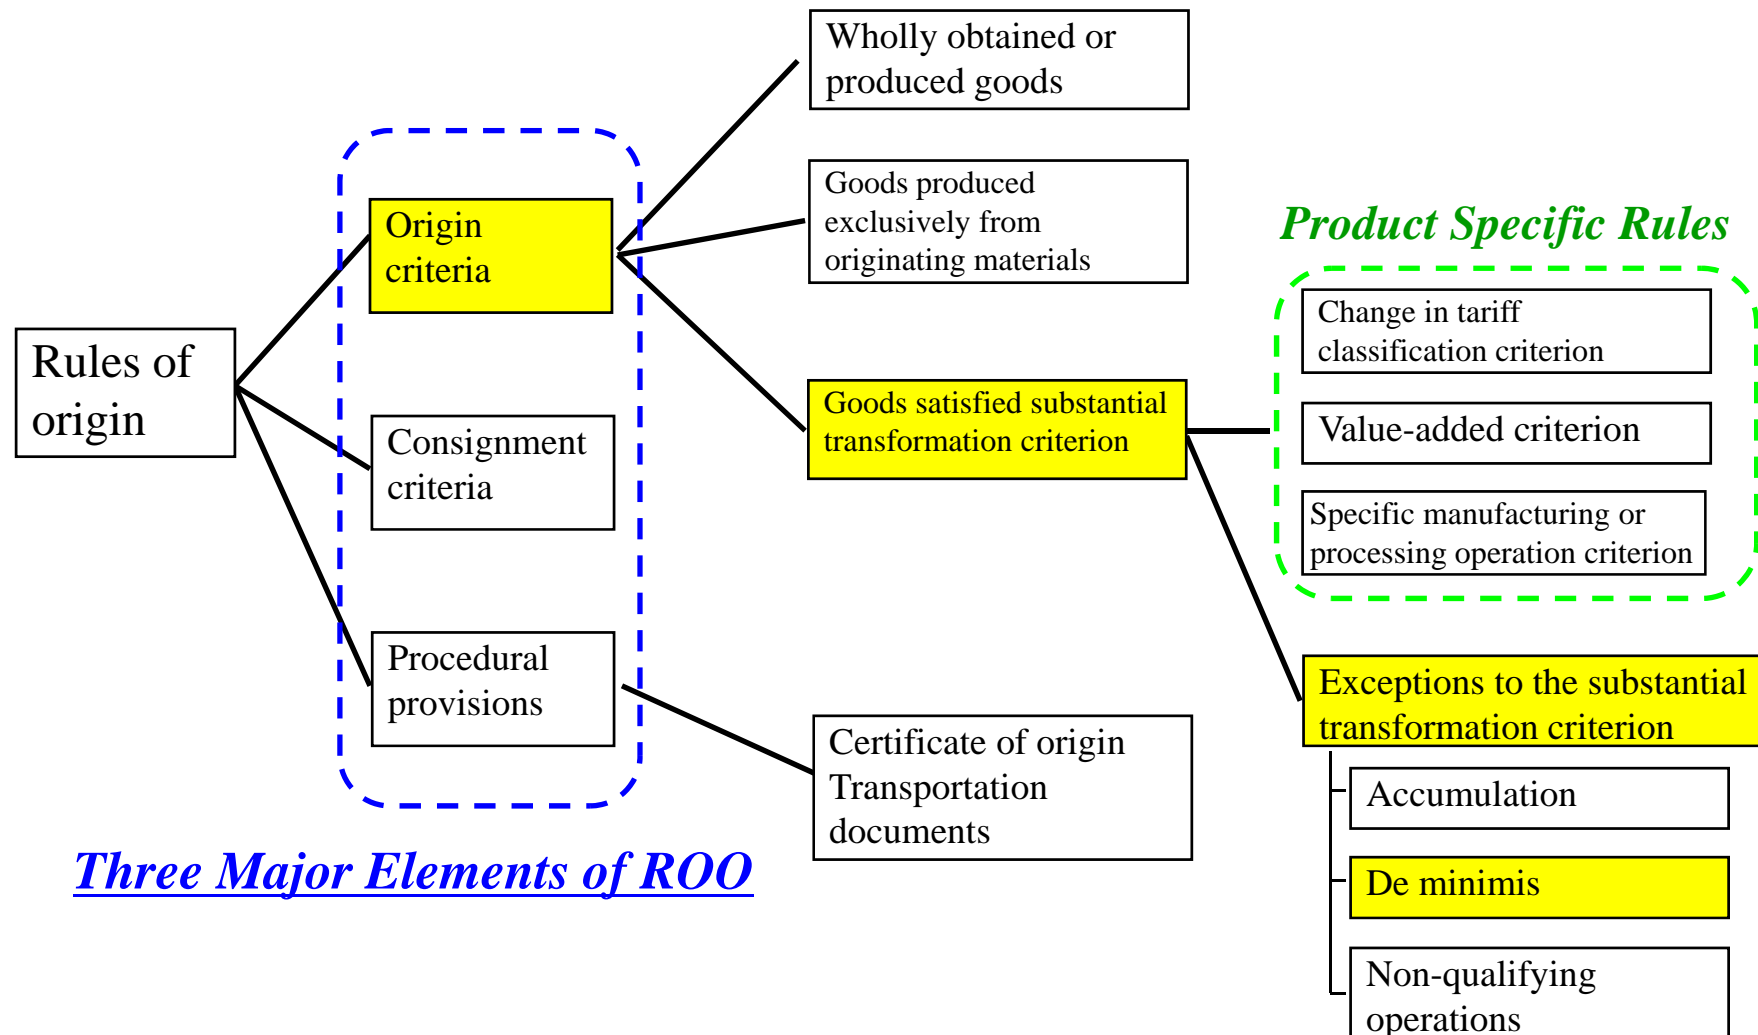 Rules of
origin
Three Major Elements of ROO
Origin
criteria
Consignment
criteria
Procedural
provisions
Wholly obtained or
produced goods
Goods produced
exclusively from
originating materials
Goods satisfied substantial
transformation criterion
Certificate of origin
Transportation
documents
Product Specific Rules
Change in tariff
classification criterion
Value-added criterion
Specific manufacturing or
processing operation criterion
Exceptions to the substantial
transformation criterion
Accumulation
De minimis
Non-qualifying
operations